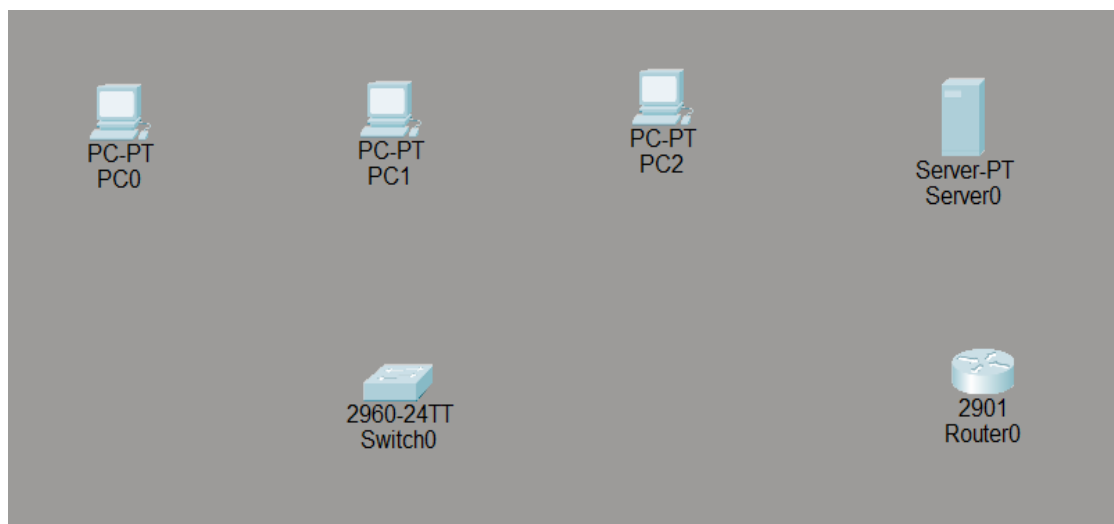 PC-PT
PC0
PC-PT
PC1
PC-PT
PC2
Server-PT
Server0
2960-24TT
Switch0
2901
Router0